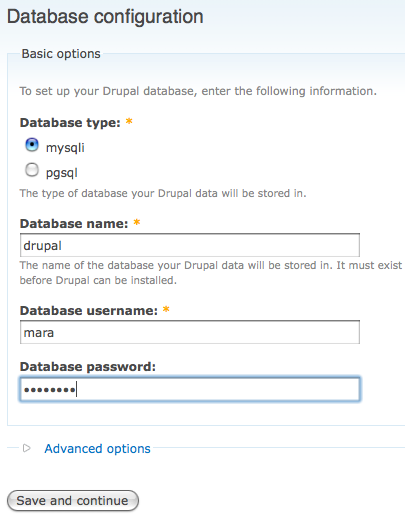 Database configuration
Basic options
To set up your Drupal database, enter the following information.
Database type: *
mysqli
pgsql
The type of database your Drupal data will be stored in.
Database name: *
drupal
The name of the database your Drupal data will be stored in. It must exist
before Drupal can be installed.
Database username: *
mara
Database password:
••••••••
Advanced options
Save and continue